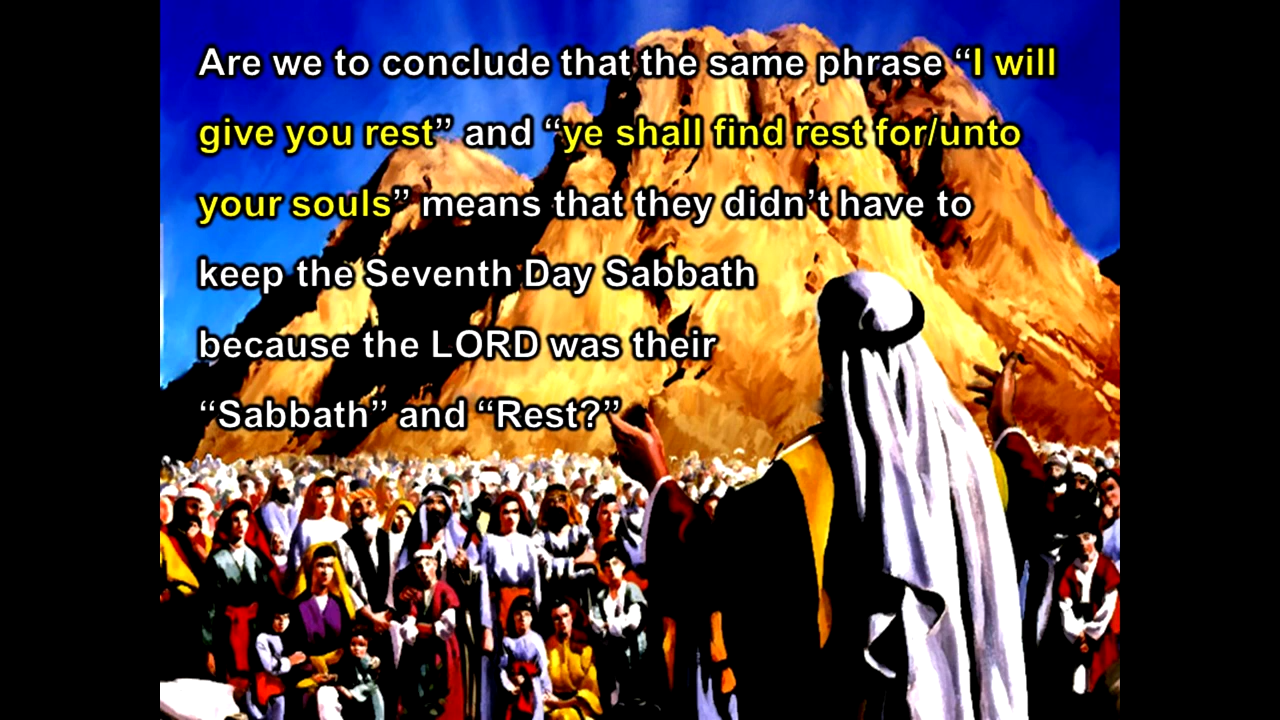 Are we to conclude that the same phrase “I will
give you rest” and “ye shall find rest for/unto
your souls” means that they didn’t have to
keep the Seventh Day Sabbath
because the LORD was their
“Sabbath” and “Rest?”